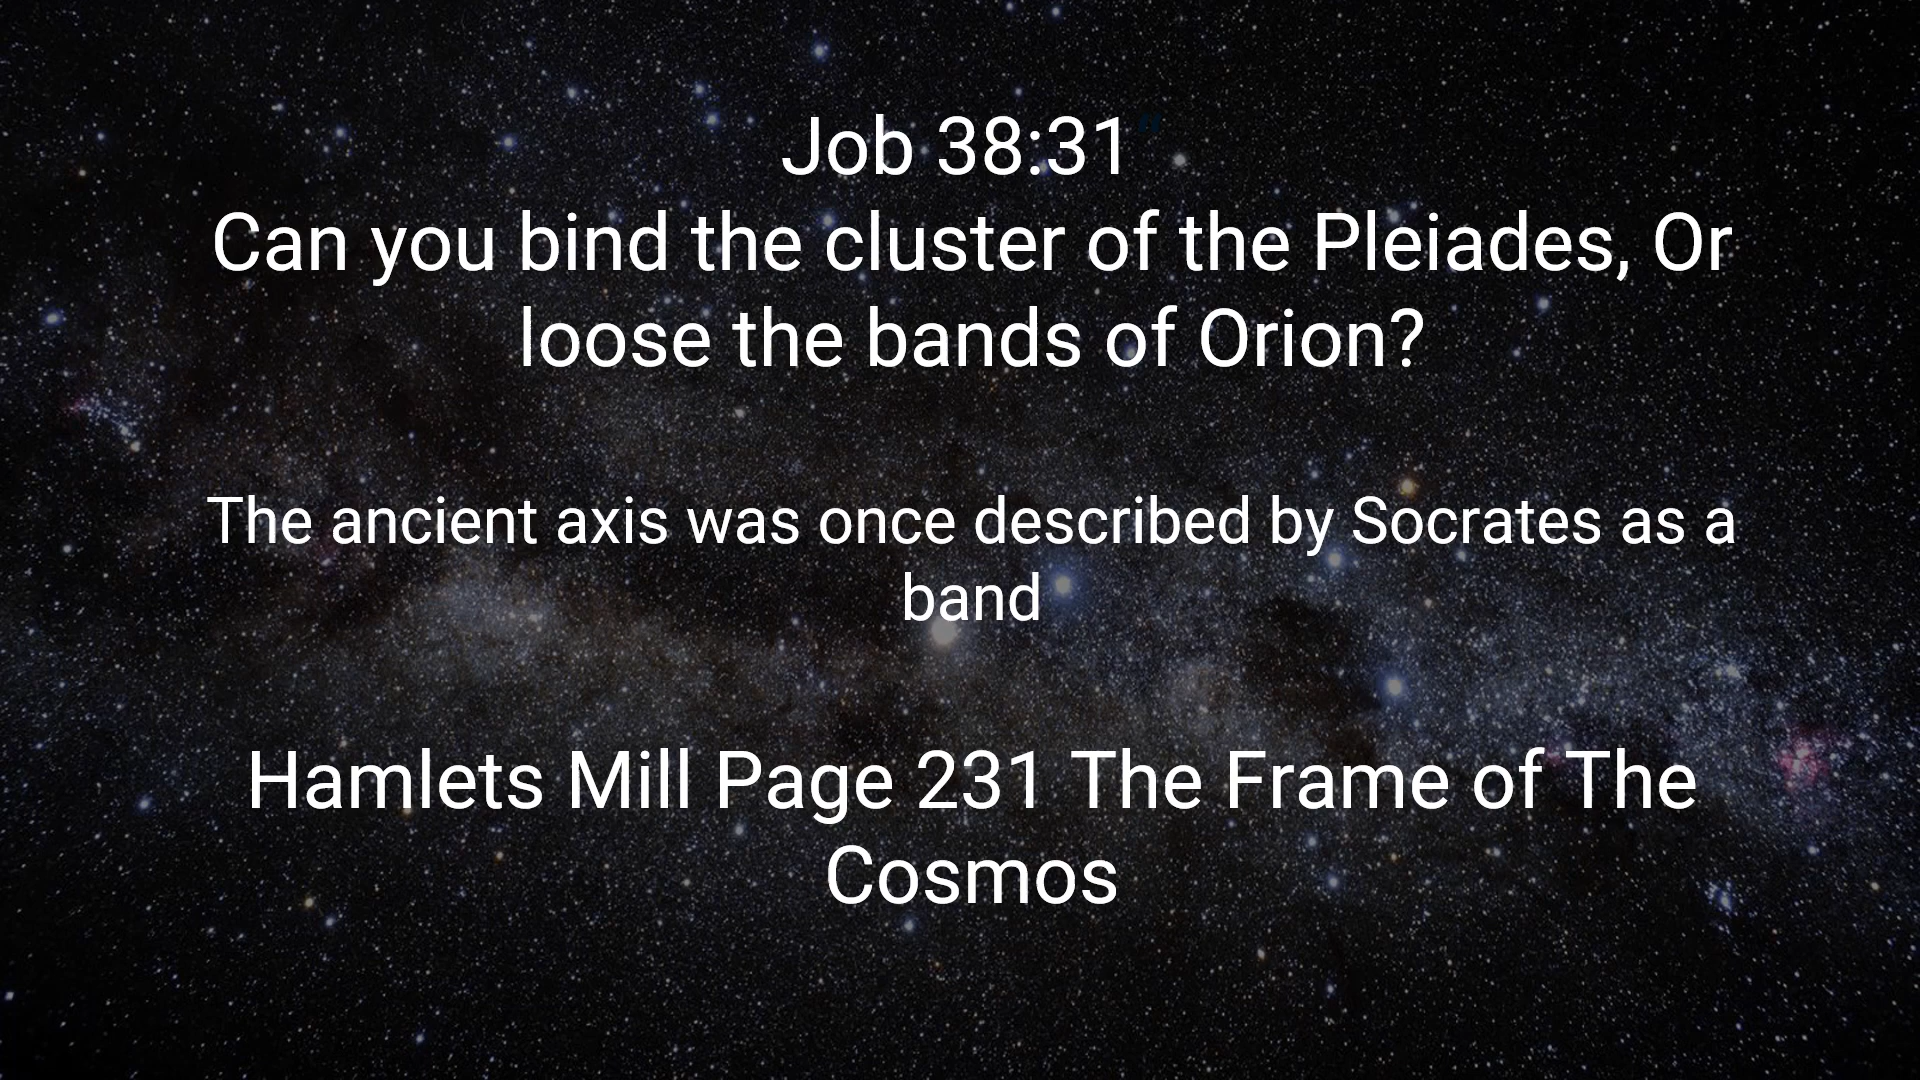 Job 38:31"
Can you bind the cluster of the Pleiades, Or
loose the bands of Orion?
The ancient axis was once described by Socrates as a
band
Hamlets Mill Page 231 The Frame of The
Cosmos